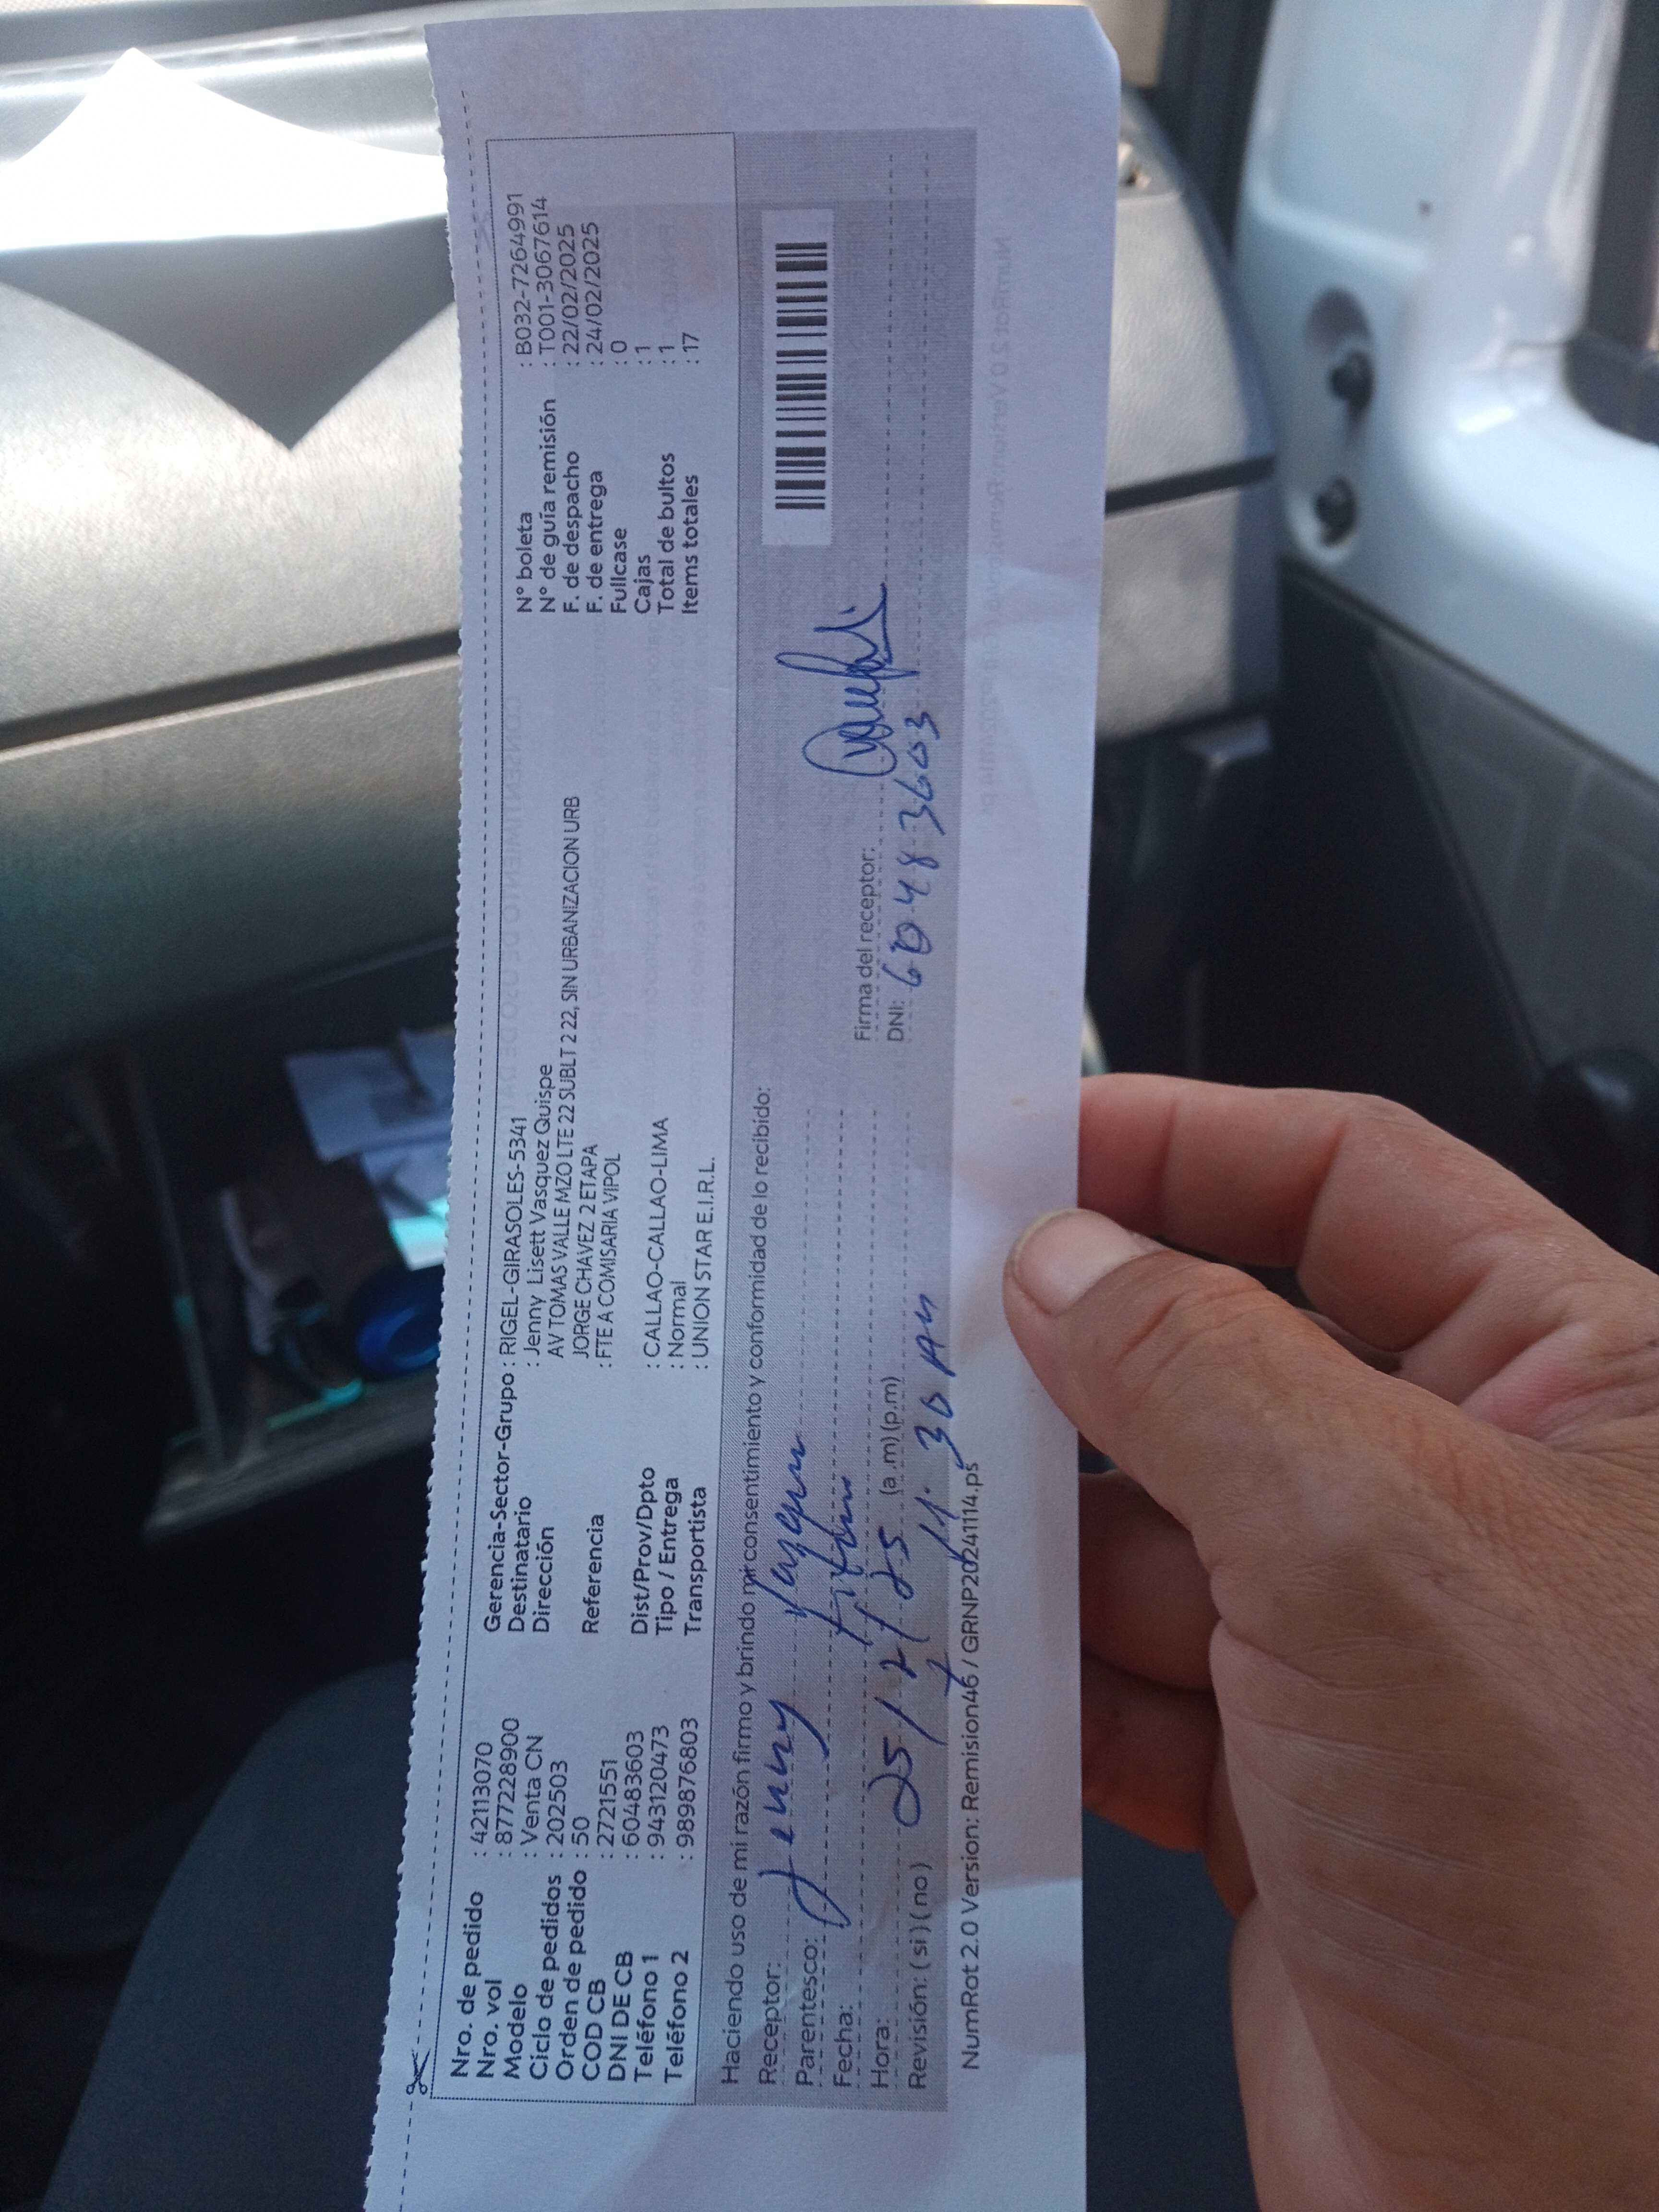 Nro. de pedido : 42113070
Nro. vol : 8777228900
Modelo : Venta CN
Ciclo de pedidos : 202503
Orden de pedido : 50
COD CB : 2721551
DNI DE CB : 60483603
Teléfono 1 : 943120473
Teléfono 2 : 989876803
Gerencia-Sector-Grupo : RIGEL-GIRASOLES-5341
Destinatario : Jenny Lisett Vasquez Quispe
Dirección AV TOMAS VALLE MZO LTE 22 SUBLT 2 22, SIN URBANIZACION URB
JORGE CHAVEZ 2 ETAPA
Referencia : FTE A COMISARIA VIPOL
Dist/Prov/Dpto : CALLAO-CALLAO-LIMA
Tipo / Entrega : Normal
Transportista : UNION STAR E.I.R.L.
N° boleta : B032-7264991
N° de guía remisión : T001-3067614
F. de despacho : 22/02/2025
F. de entrega : 24/02/2025
Fullcase : 0
Cajas : 1
Total de bultos : 1
Items totales : 17
Haciendo uso de mi razón firmo y brindo mi consentimiento y conformidad de lo recibido:
Receptor: Jenny
Parentesco:
Fecha: 25/2/25
Hora: 11:30 AM (a.m) (p.m)
Revisión: ( si ) ( no )
Firma del receptor:
DNI: 60483603
NumRot 2.0 Version: Remision46 / GRNP20241114.ps